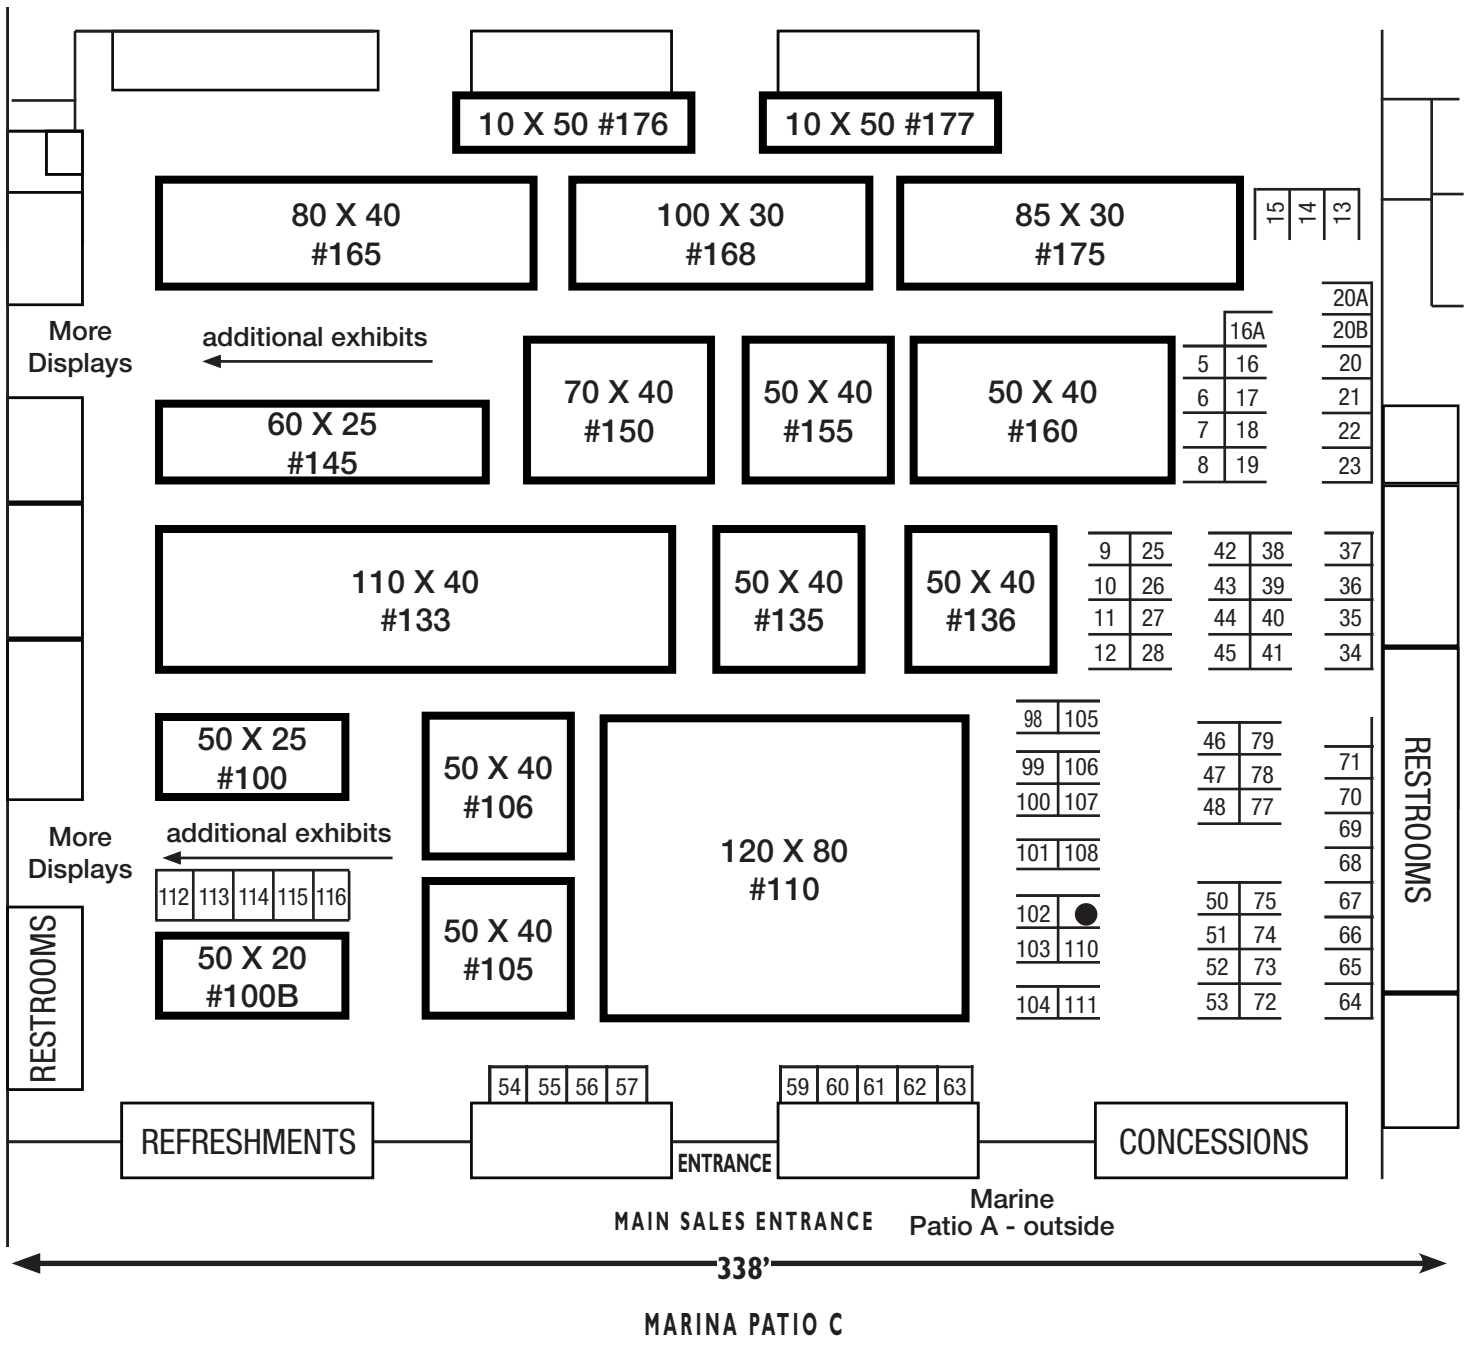 10 X 50 #176
10 X 50 #177
80 X 40
#165
100 X 30
#168
85 X 30
#175
15
14
13
More
Displays
additional exhibits
60 X 25
#145
70 X 40
#150
50 X 40
#155
50 X 40
#160
16A
5 16
6 17
7 18
8 19
20A
20B
20
21
22
23
110 X 40
#133
50 X 40
#135
50 X 40
#136
9 25
10 26
11 27
12 28
42 38
43 39
44 40
45 41
37
36
35
34
50 X 25
#100
50 X 40
#106
120 X 80
#110
More
Displays
additional exhibits
112 113 114 115 116
50 X 20
#100B
50 X 40
#105
98 105
99 106
100 107
101 108
102
103 110
104 111
46 79
47 78
48 77
50 75
51 74
52 73
53 72
71
70
69
68
67
66
65
64
RESTROOMS
RESTROOMS
54 55 56 57
59 60 61 62 63
REFRESHMENTS
ENTRANCE
CONCESSIONS
MAIN SALES ENTRANCE
Marine
Patio A - outside
338'
MARINA PATIO C